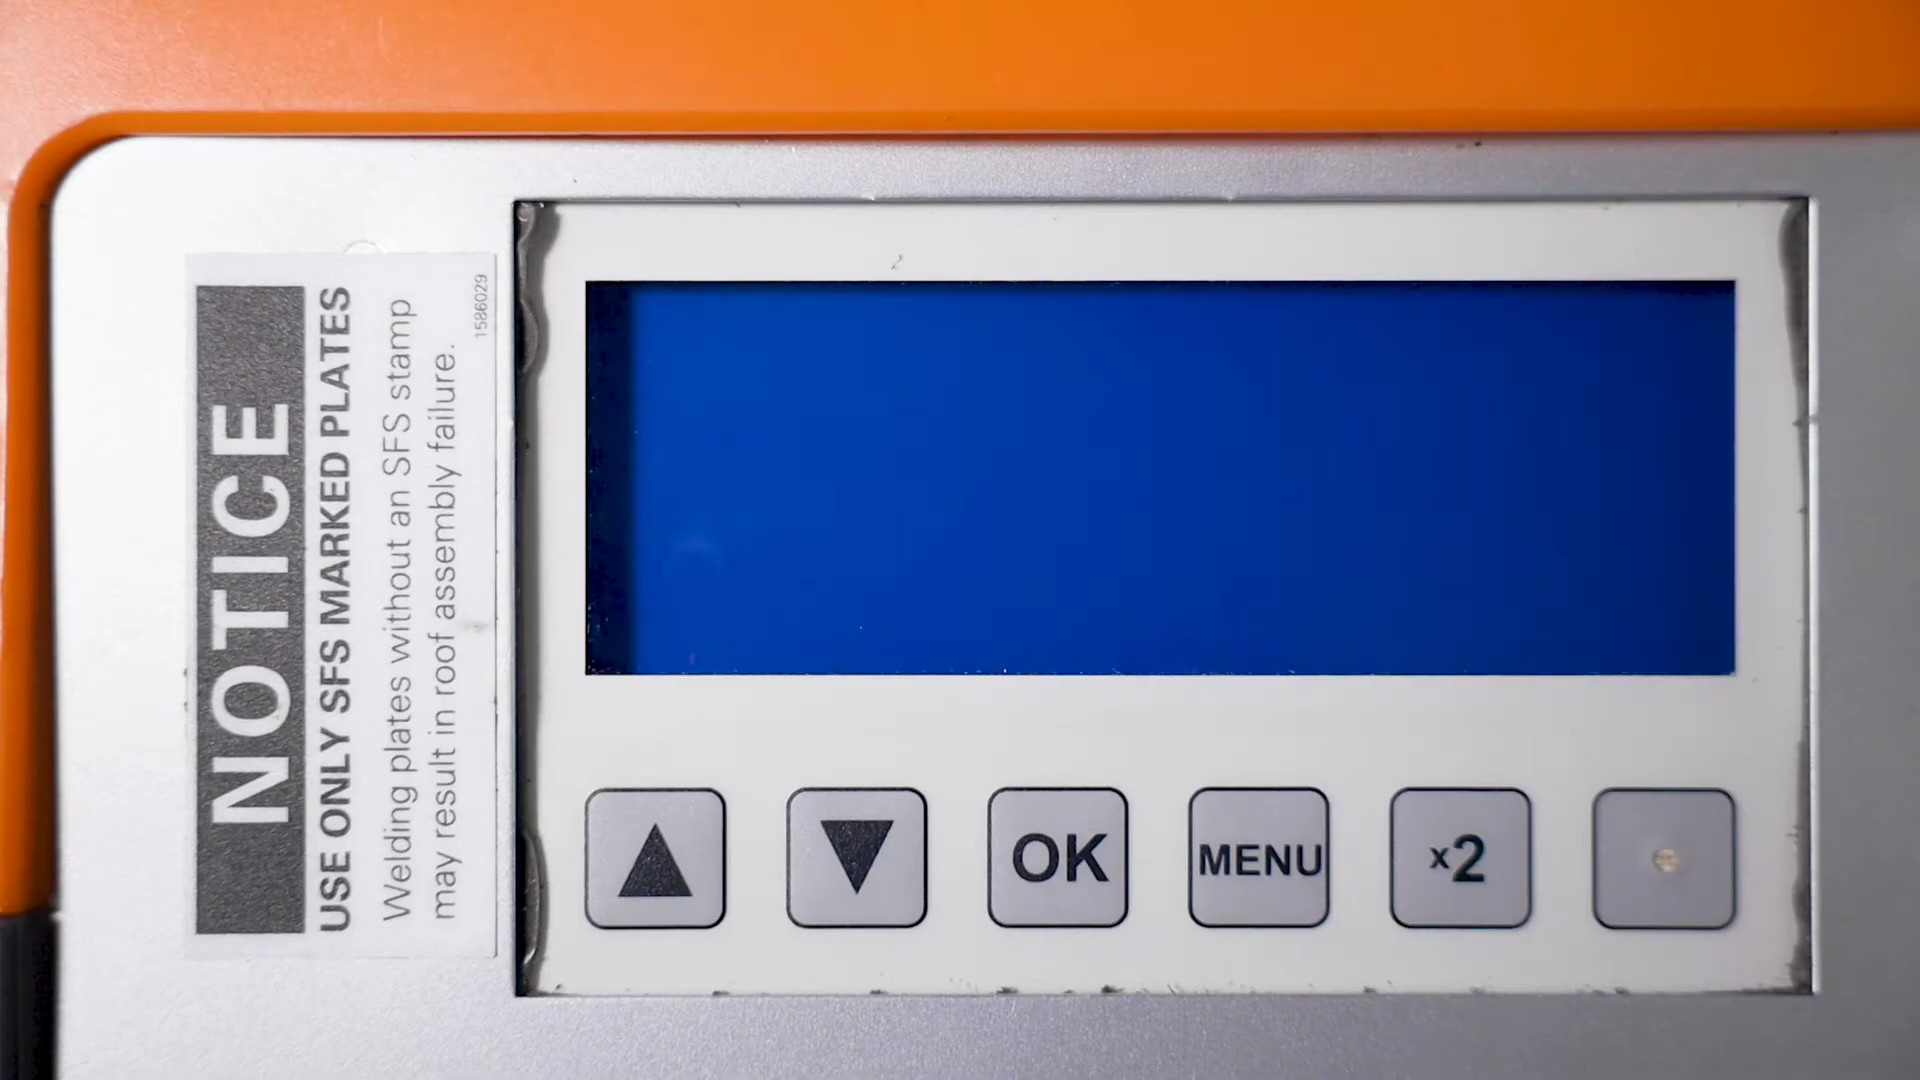 NOTICE
USE ONLY SFS MARKED PLATES
Welding plates without an SFS stamp
may result in roof assembly failure.
1586029
OK
MENU
x2